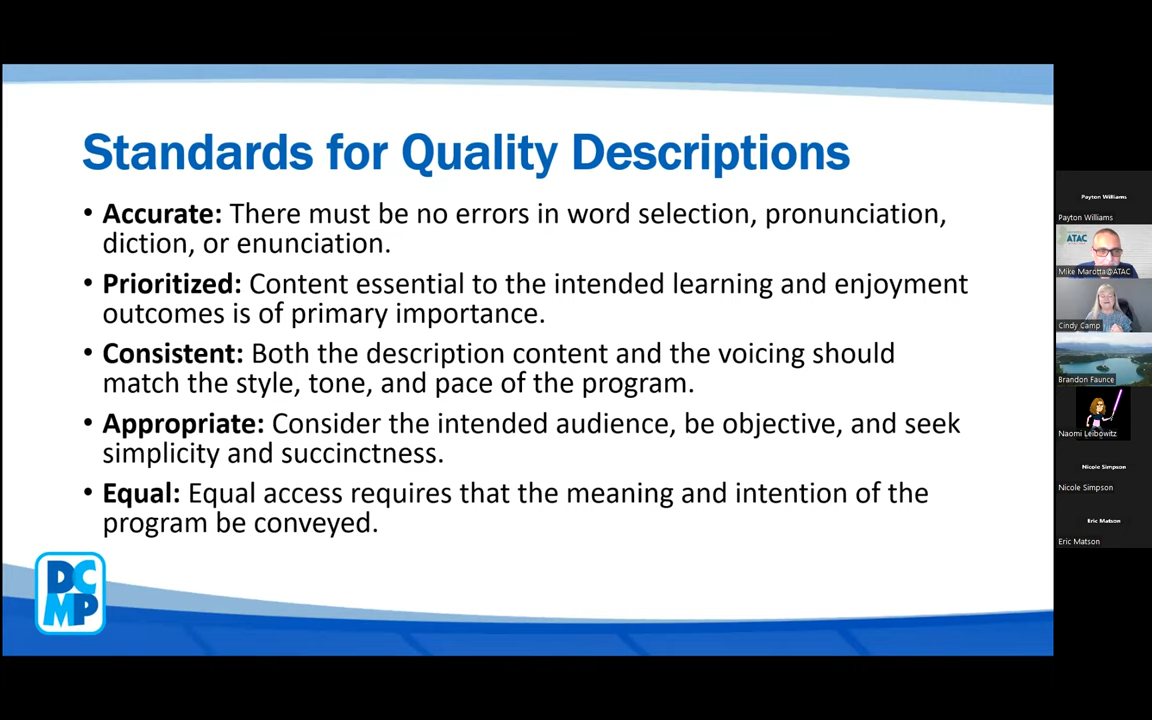 Standards for Quality Descriptions
• Accurate: There must be no errors in word selection, pronunciation,
diction, or enunciation.
• Prioritized: Content essential to the intended learning and enjoyment
outcomes is of primary importance.
• Consistent: Both the description content and the voicing should
match the style, tone, and pace of the program.
• Appropriate: Consider the intended audience, be objective, and seek
simplicity and succinctness.
• Equal: Equal access requires that the meaning and intention of the
program be conveyed.
DC
MP
Payton Williams
Payton Williams
ATAC
Mike Marotta@ATAC
Cindy Camp
Brandon Faunce
Naomi Leibowitz
Nicole Simpson
Nicole Simpson
Eric Matson
Eric Matson